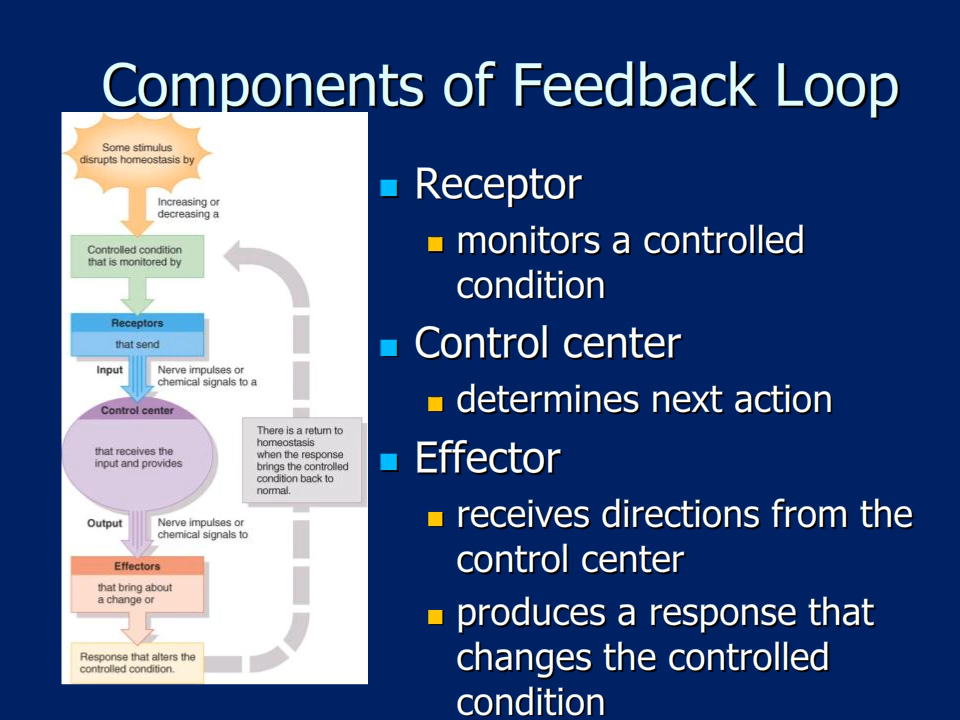 Components of Feedback Loop
Some stimulus
disrupts homeostasis by
Increasing or
decreasing a
Controlled condition
that is monitored by
Receptors
that send
Input
Nerve impulses or
chemical signals to a
Control center
that receives the
input and provides
There is a return to
homeostasis
when the response
brings the controlled
condition back to
normal.
Output
Nerve impulses or
chemical signals to
Effectors
that bring about
a change or
Response that alters the
controlled condition.
Receptor
monitors a controlled
condition
Control center
determines next action
Effector
receives directions from the
control center
produces a response that
changes the controlled
condition